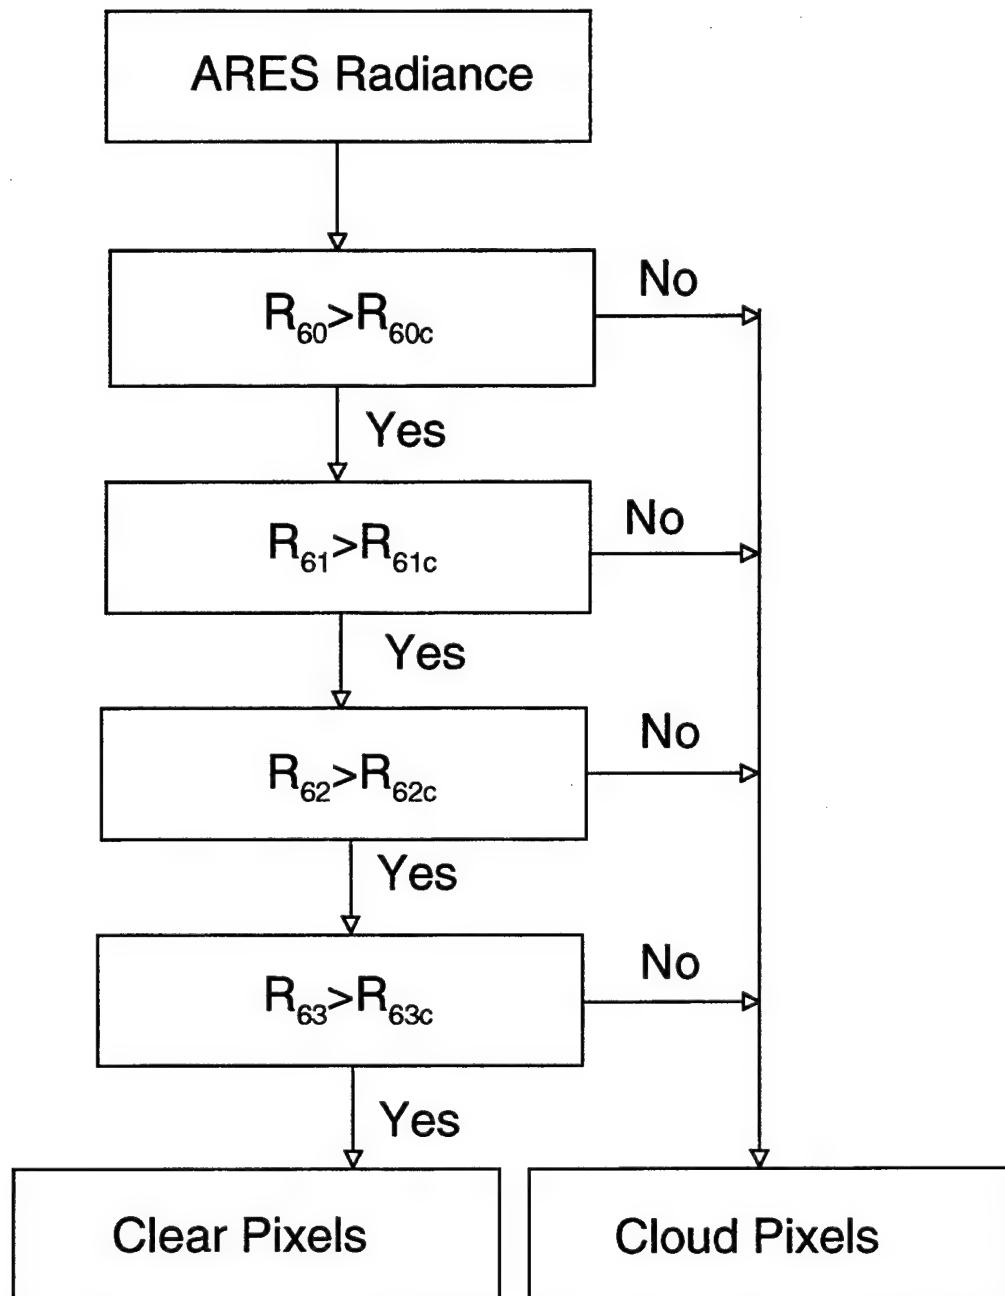 ARES Radiance
R60>R60c
No
Yes
R61>R61c
No
Yes
R62>R62c
No
Yes
R63>R63c
No
Yes
Clear Pixels
Cloud Pixels